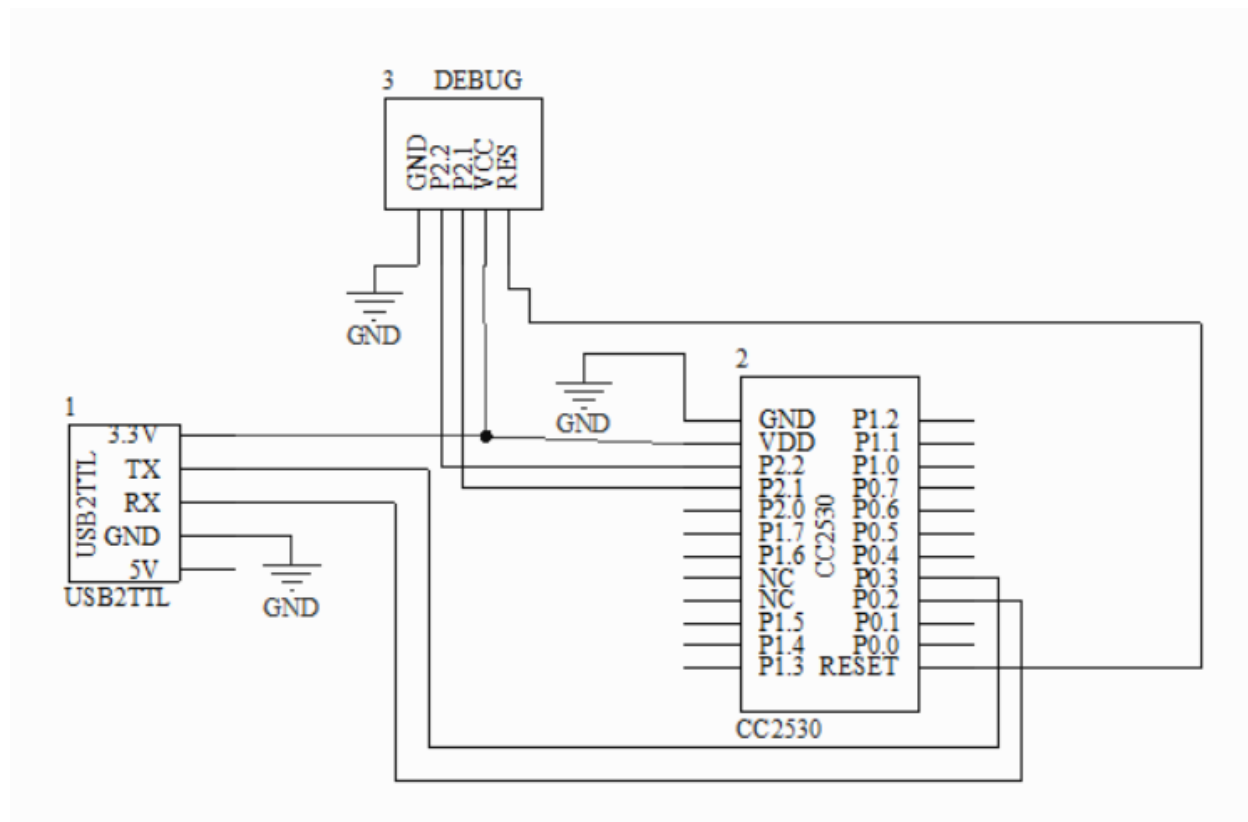 3 DEBUG
GND
P2.2
P2.1
VCC
RES
GND
1
3.3V
TX
RX
GND
5V
USB2TTL
USB2TTL
GND
GND
2
GND P1.2
VDD P1.1
P2.2 P1.0
P2.1 P0.7
P2.0 P0.6
P1.7 P0.5
P1.6 P0.4
NC P0.3
NC P0.2
P1.5 P0.1
P1.4 P0.0
P1.3 RESET
CC2530
CC2530